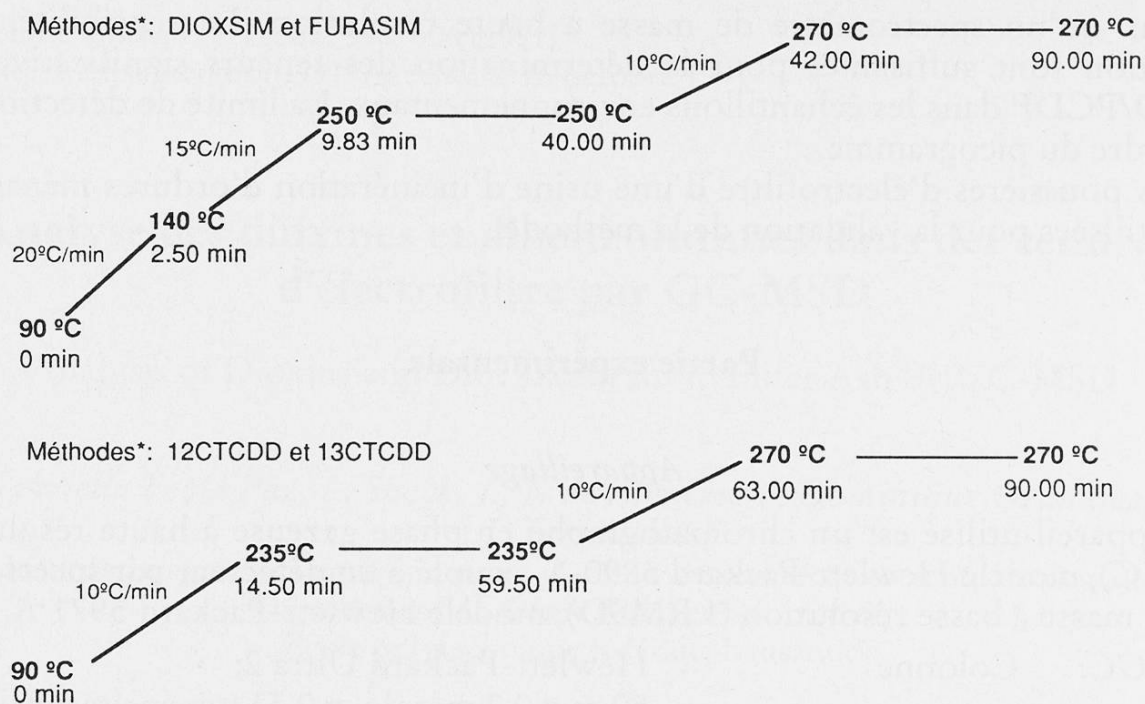 Méthodes*: DIOXSIM et FURASIM
270 ºC
42.00 min
270 ºC
90.00 min
10ºC/min
250 ºC
9.83 min
250 ºC
40.00 min
15ºC/min
140 ºC
2.50 min
20ºC/min
90 ºC
0 min
Méthodes*: 12CTCDD et 13CTCDD
270 ºC
63.00 min
270 ºC
90.00 min
10ºC/min
235ºC
14.50 min
235ºC
59.50 min
10ºC/min
90 ºC
0 min